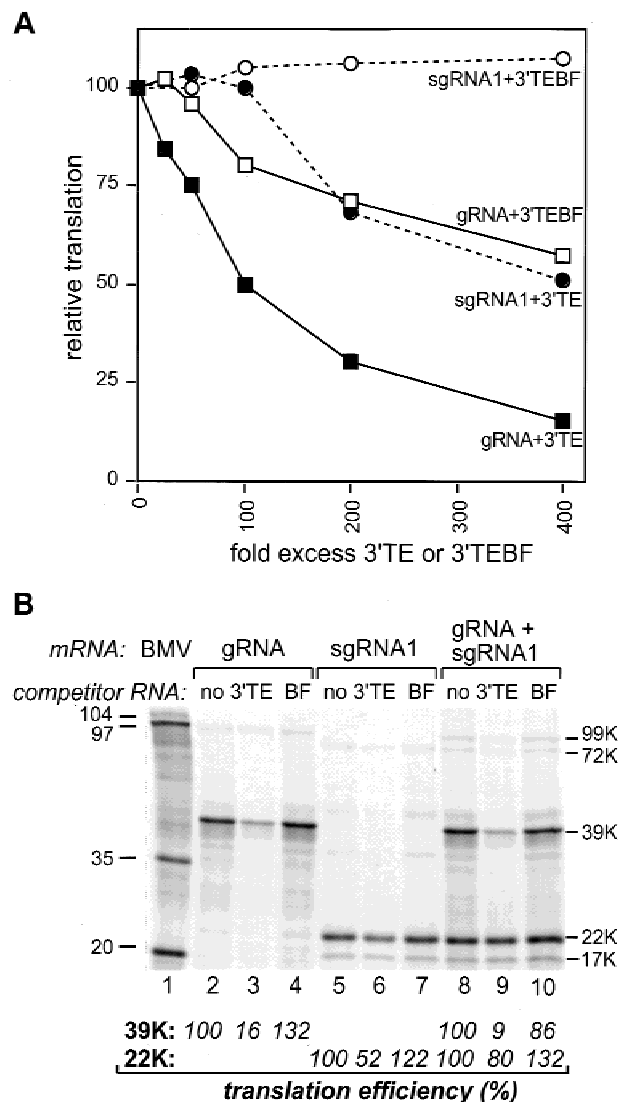 A
relative translation
100
75
50
25
0
sgRNA1+3'TEBF
gRNA+3'TEBF
sgRNA1+3'TE
gRNA+3'TE
0 100 200 300 400
fold excess 3'TE or 3'TEBF
B
mRNA: BMV gRNA sgRNA1 gRNA + sgRNA1
competitor RNA: no 3'TE BF no 3'TE BF no 3'TE BF
104
97
35
20
99K
72K
39K
22K
17K
1 2 3 4 5 6 7 8 9 10
39K: 100 16 132 100 9 86
22K: 100 52 122 100 80 132
translation efficiency (%)